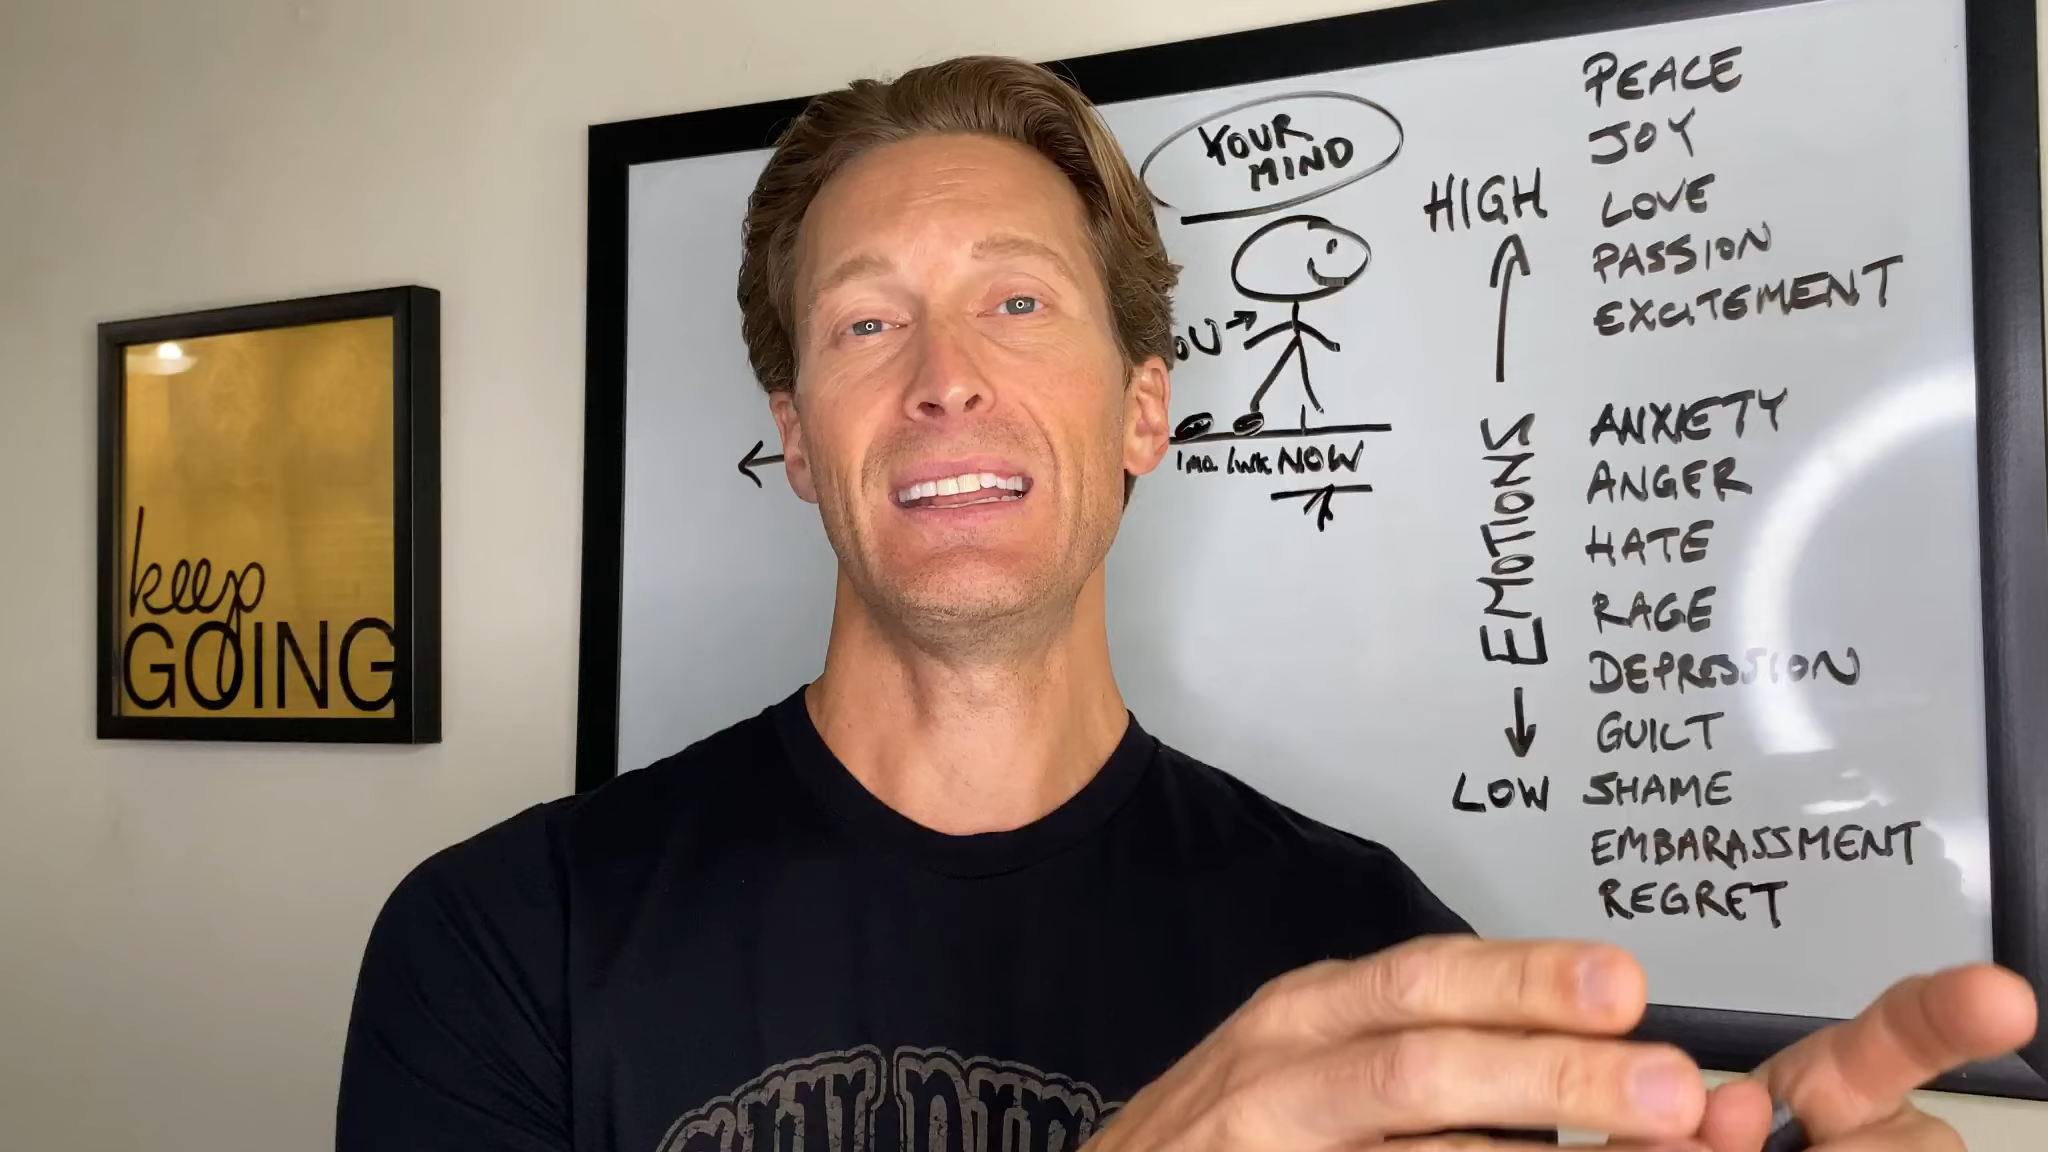 keep
GOING
YOUR
MIND
OU
1mo. 1wk NOW
HIGH
EMOTIONS
LOW
PEACE
JOY
LOVE
PASSION
EXCITEMENT
ANXIETY
ANGER
HATE
RAGE
DEPRESSION
GUILT
SHAME
EMBARASSMENT
REGRET